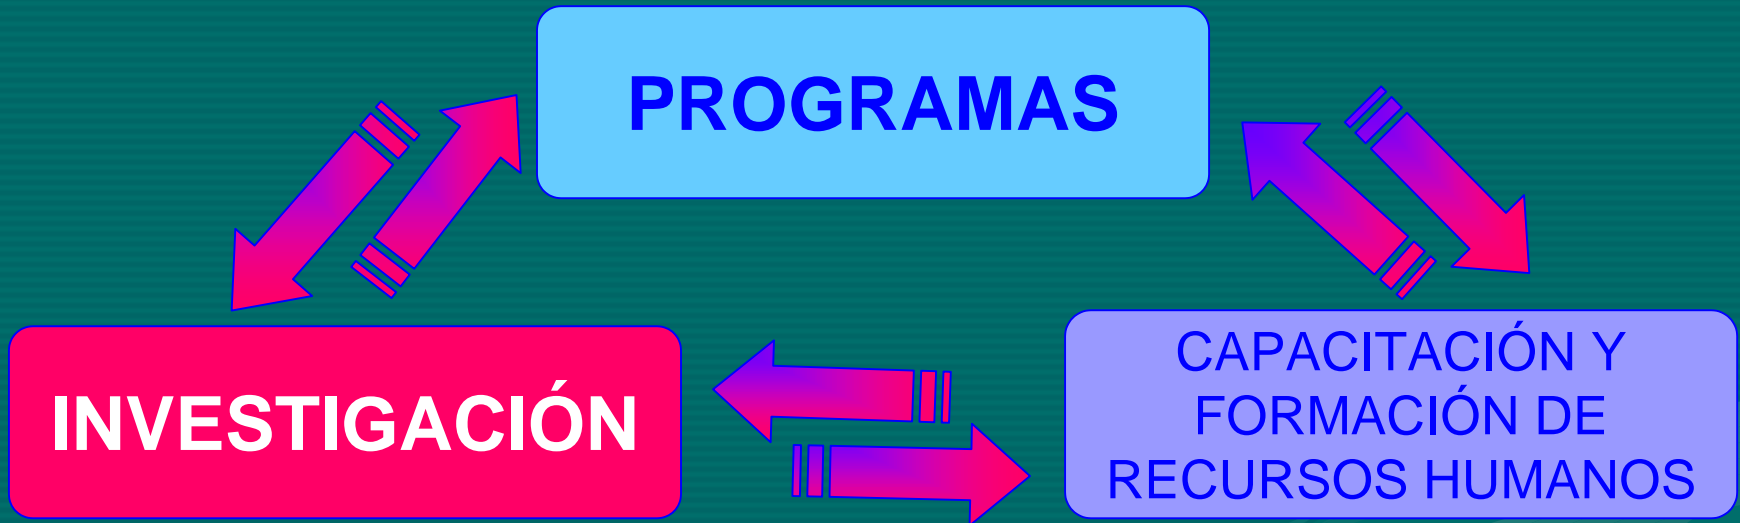 PROGRAMAS
INVESTIGACIÓN
CAPACITACIÓN Y
FORMACIÓN DE
RECURSOS HUMANOS